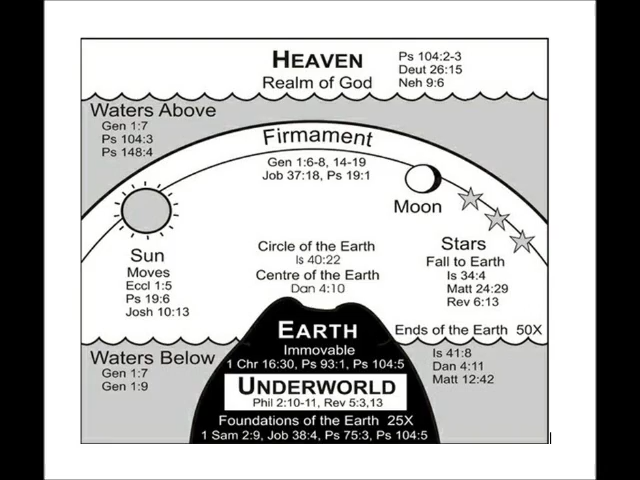 HEAVEN
Realm of God
Ps 104:2-3
Deut 26:15
Neh 9:6
Waters Above
Gen 1:7
Ps 104:3
Ps 148:4
Firmament
Gen 1:6-8, 14-19
Job 37:18, Ps 19:1
Moon
Sun
Moves
Eccl 1:5
Ps 19:6
Josh 10:13
Circle of the Earth
Is 40:22
Centre of the Earth
Dan 4:10
Stars
Fall to Earth
Is 34:4
Matt 24:29
Rev 6:13
Ends of the Earth 50X
Is 41:8
Dan 4:11
Matt 12:42
Waters Below
Gen 1:7
Gen 1:9
EARTH
Immovable
1 Chr 16:30, Ps 93:1, Ps 104:5
UNDERWORLD
Phil 2:10-11, Rev 5:3,13
Foundations of the Earth 25X
1 Sam 2:9, Job 38:4, Ps 75:3, Ps 104:5